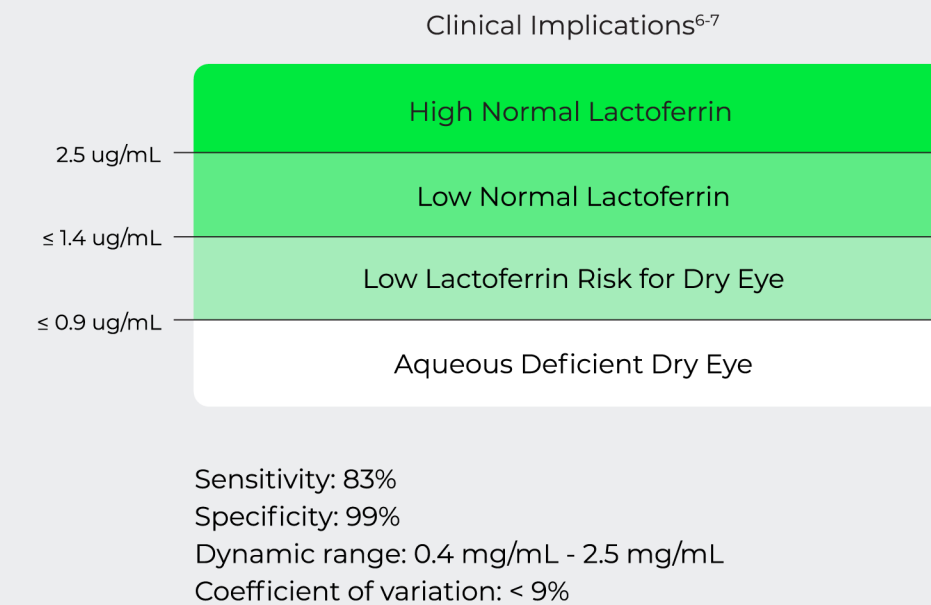 Clinical Implications⁶⁻⁷
High Normal Lactoferrin
2.5 ug/mL
Low Normal Lactoferrin
≤ 1.4 ug/mL
Low Lactoferrin Risk for Dry Eye
≤ 0.9 ug/mL
Aqueous Deficient Dry Eye
Sensitivity: 83%
Specificity: 99%
Dynamic range: 0.4 mg/mL - 2.5 mg/mL
Coefficient of variation: < 9%